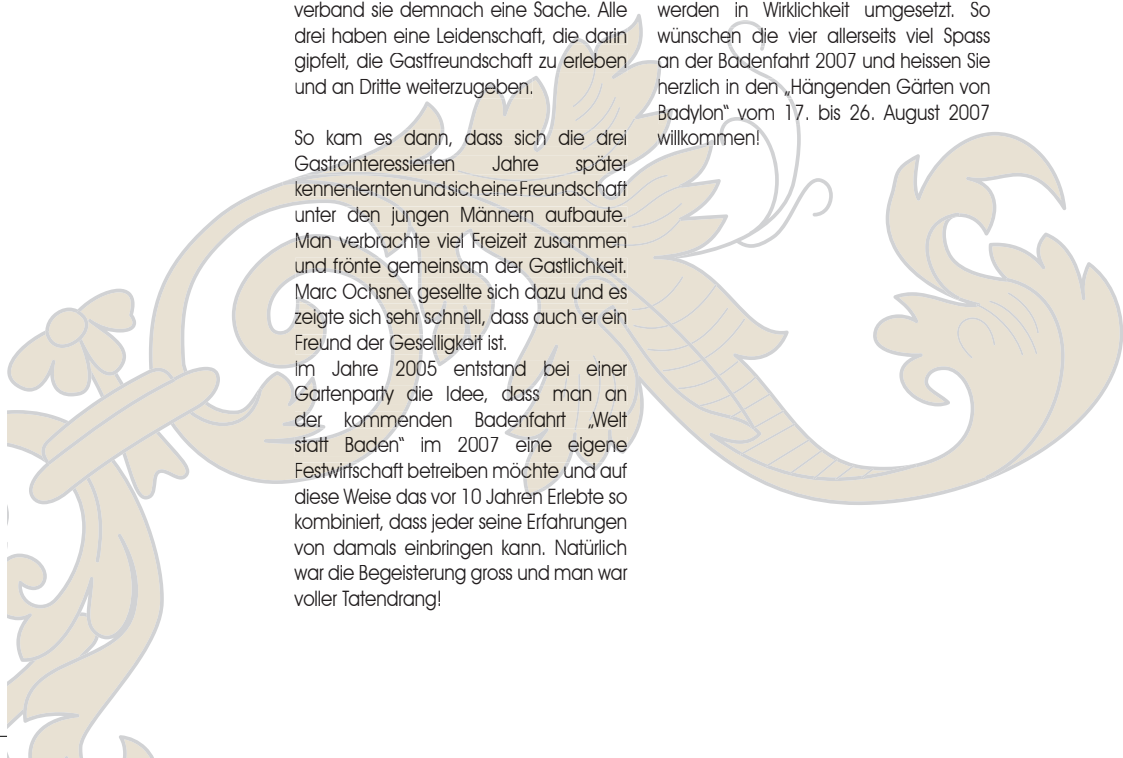 verband sie demnach eine Sache. Alle
drei haben eine Leidenschaft, die darin
gipfelt, die Gastfreundschaft zu erleben
und an Dritte weiterzugeben.

So kam es dann, dass sich die drei
Gastrointeressierten Jahre später
kennenlernten und sich eine Freundschaft
unter den jungen Männern aufbaute.
Man verbrachte viel Freizeit zusammen
und frönte gemeinsam der Gastlichkeit.
Marc Ochsner gesellte sich dazu und es
zeigte sich sehr schnell, dass auch er ein
Freund der Geselligkeit ist.
Im Jahre 2005 entstand bei einer
Gartenparty die Idee, dass man an
der kommenden Badenfahrt „Welt
statt Baden“ im 2007 eine eigene
Festwirtschaft betreiben möchte und auf
diese Weise das vor 10 Jahren Erlebte so
kombiniert, dass jeder seine Erfahrungen
von damals einbringen kann. Natürlich
war die Begeisterung gross und man war
voller Tatendrang!

werden in Wirklichkeit umgesetzt. So
wünschen die vier allerseits viel Spass
an der Badenfahrt 2007 und heissen Sie
herzlich in den „Hängenden Gärten von
Badylon“ vom 17. bis 26. August 2007
willkommen!